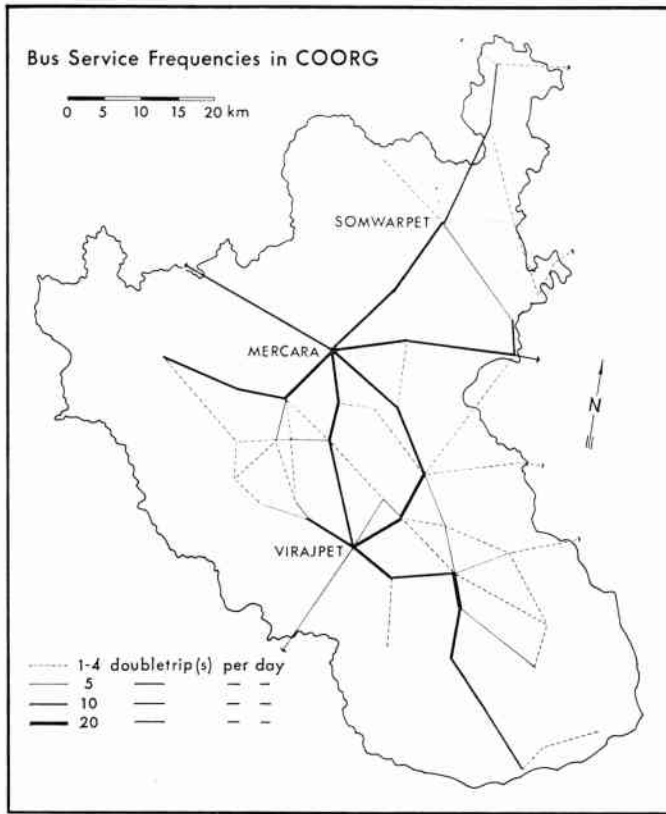 Bus Service Frequencies in COORG
0 5 10 15 20 km
SOMWARPET
MERCARA
N
VIRAJPET
1-4 doubletrip(s) per day
5 — — —
10 — — —
20 — — —